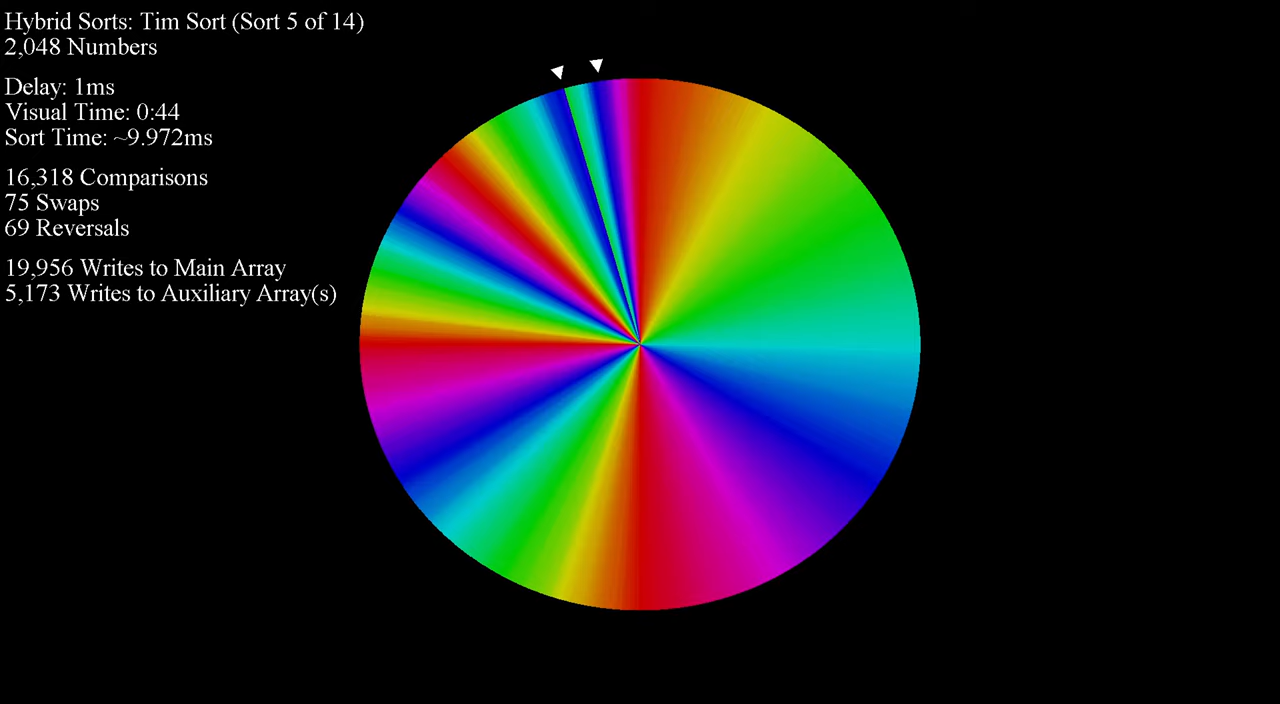 Hybrid Sorts: Tim Sort (Sort 5 of 14)
2,048 Numbers
Delay: 1ms
Visual Time: 0:44
Sort Time: ~9.972ms
16,318 Comparisons
75 Swaps
69 Reversals
19,956 Writes to Main Array
5,173 Writes to Auxiliary Array(s)